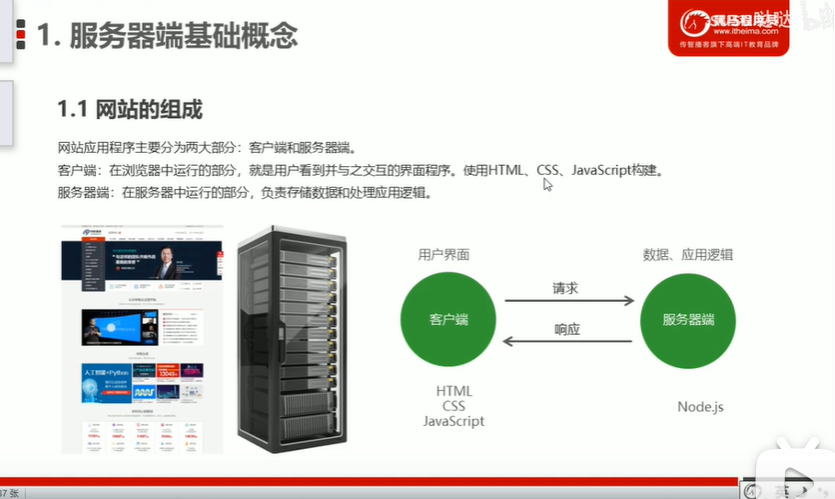 1. 服务器端基础概念
www.itheima.com
传智播客旗下高端IT教育品牌
1.1 网站的组成
网站应用程序主要分为两大部分：客户端和服务器端。
客户端：在浏览器中运行的部分，就是用户看到并与之交互的界面程序。使用HTML、CSS、JavaScript构建。
服务器端：在服务器中运行的部分，负责存储数据和处理应用逻辑。
用户界面
数据、应用逻辑
请求
客户端
服务器端
响应
HTML
CSS
JavaScript
Node.js
人工智能+Python
37 张
英